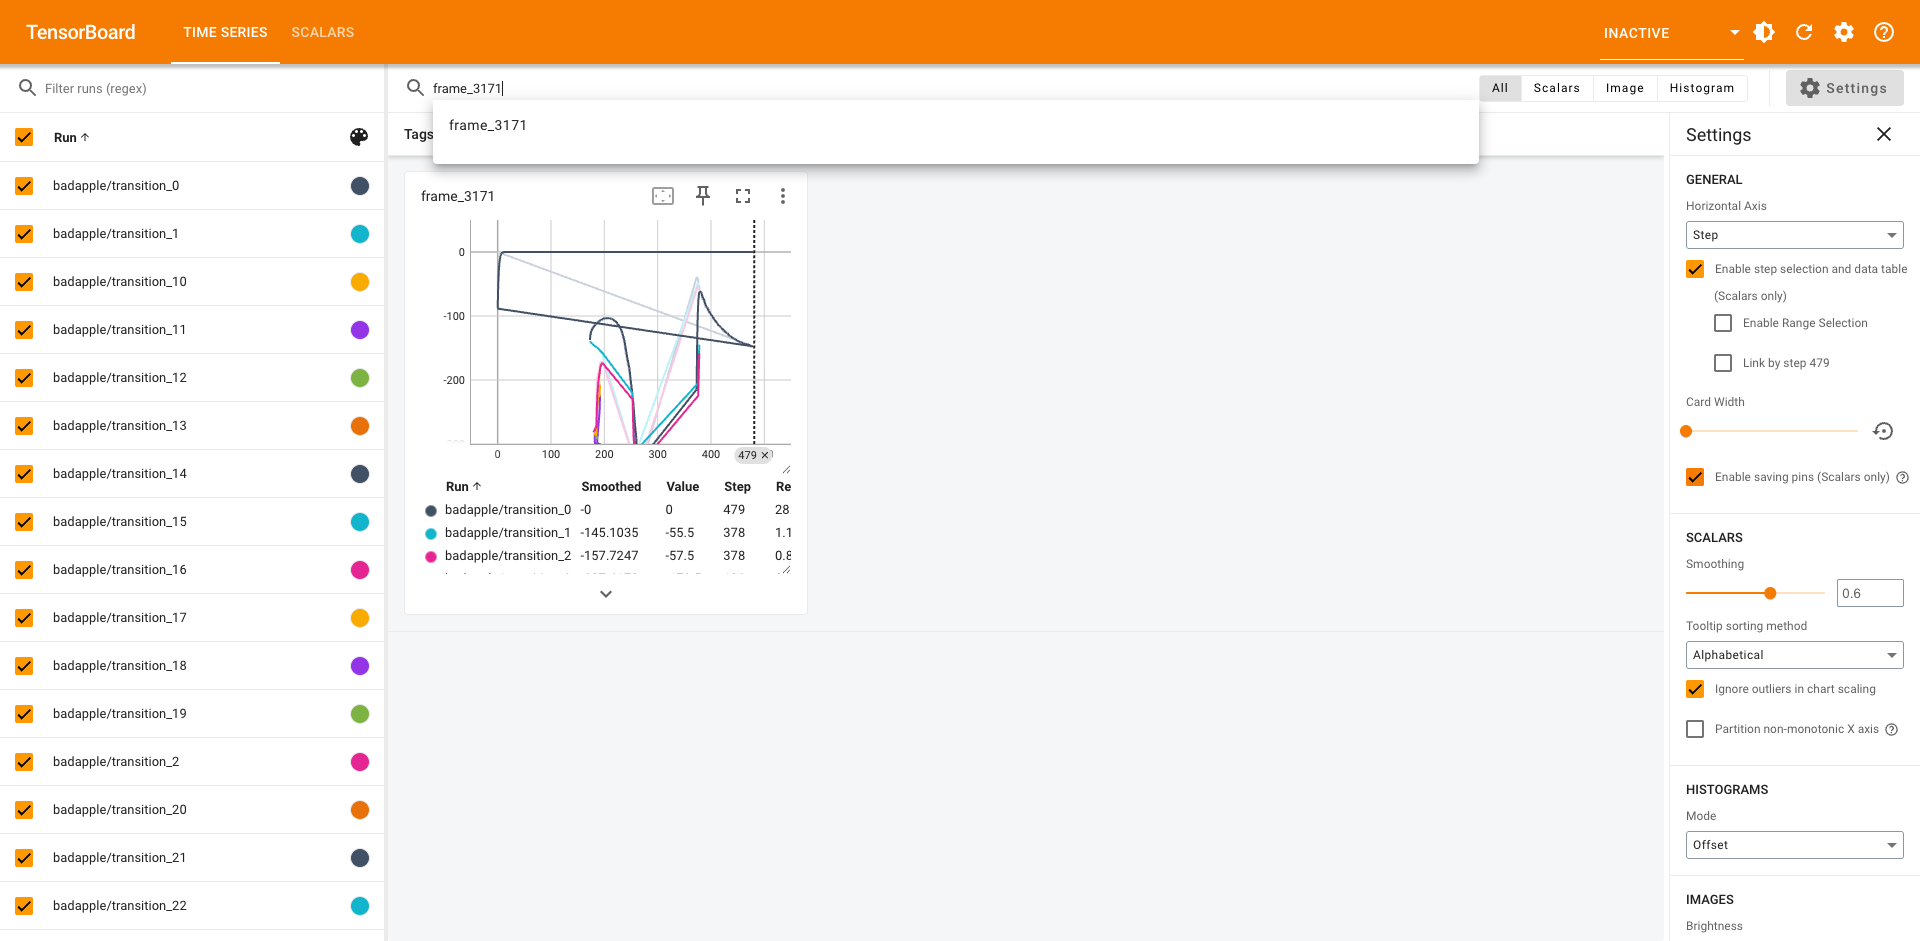 TensorBoard
TIME SERIES
SCALARS
INACTIVE
Filter runs (regex)
Run
badapple/transition_0
badapple/transition_1
badapple/transition_10
badapple/transition_11
badapple/transition_12
badapple/transition_13
badapple/transition_14
badapple/transition_15
badapple/transition_16
badapple/transition_17
badapple/transition_18
badapple/transition_19
badapple/transition_2
badapple/transition_20
badapple/transition_21
badapple/transition_22
frame_3171
frame_3171
All
Scalars
Image
Histogram
Settings
Tags
frame_3171
0
-100
-200
0
100
200
300
400
479
Run Smoothed Value Step Re
badapple/transition_0 -0 0 479 28.
badapple/transition_1 -145.1035 -55.5 378 1.1
badapple/transition_2 -157.7247 -57.5 378 0.8
Settings
GENERAL
Horizontal Axis
Step
Enable step selection and data table
(Scalars only)
Enable Range Selection
Link by step 479
Card Width
Enable saving pins (Scalars only)
SCALARS
Smoothing
0.6
Tooltip sorting method
Alphabetical
Ignore outliers in chart scaling
Partition non-monotonic X axis
HISTOGRAMS
Mode
Offset
IMAGES
Brightness